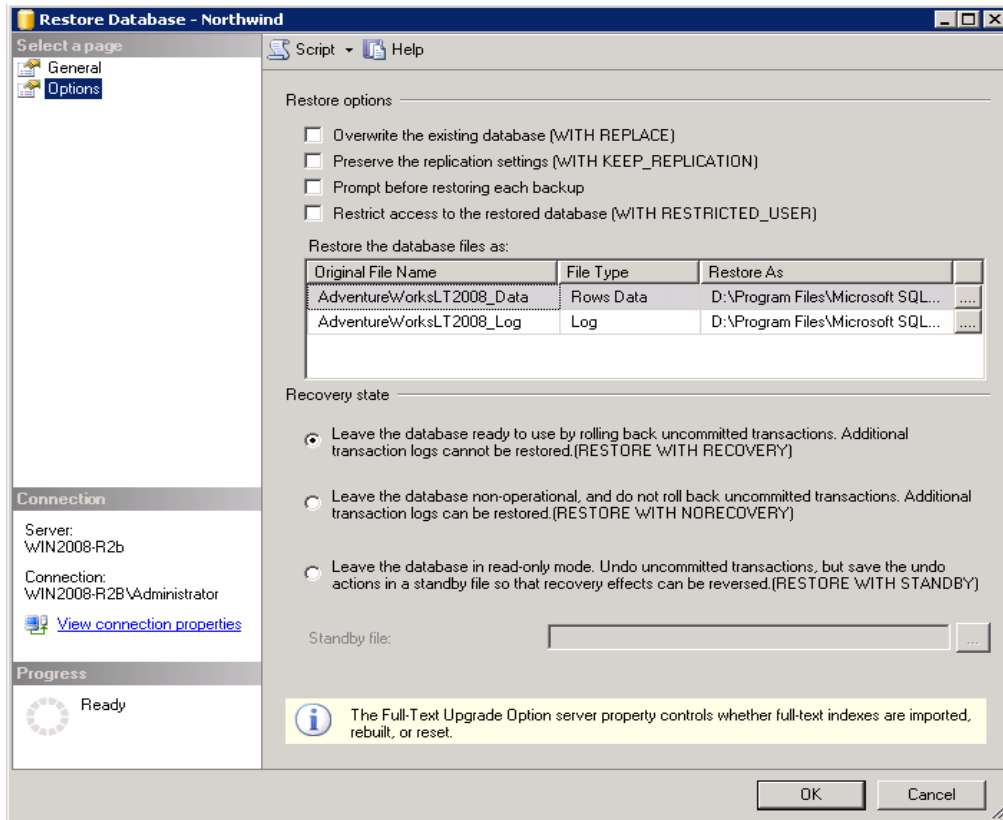 Restore Database - Northwind
Select a page
General
Options
Script
Help
Restore options
Overwrite the existing database (WITH REPLACE)
Preserve the replication settings (WITH KEEP_REPLICATION)
Prompt before restoring each backup
Restrict access to the restored database (WITH RESTRICTED_USER)
Restore the database files as:
Original File Name File Type Restore As
AdventureWorksLT2008_Data Rows Data D:\Program Files\Microsoft SQL... ....
AdventureWorksLT2008_Log Log D:\Program Files\Microsoft SQL... ....
Recovery state
Leave the database ready to use by rolling back uncommitted transactions. Additional
transaction logs cannot be restored.(RESTORE WITH RECOVERY)
Leave the database non-operational, and do not roll back uncommitted transactions. Additional
transaction logs can be restored.(RESTORE WITH NORECOVERY)
Leave the database in read-only mode. Undo uncommitted transactions, but save the undo
actions in a standby file so that recovery effects can be reversed.(RESTORE WITH STANDBY)
Standby file: ...
The Full-Text Upgrade Option server property controls whether full-text indexes are imported,
rebuilt, or reset.
Connection
Server:
WIN2008-R2b
Connection:
WIN2008-R2B\Administrator
View connection properties
Progress
Ready
OK
Cancel